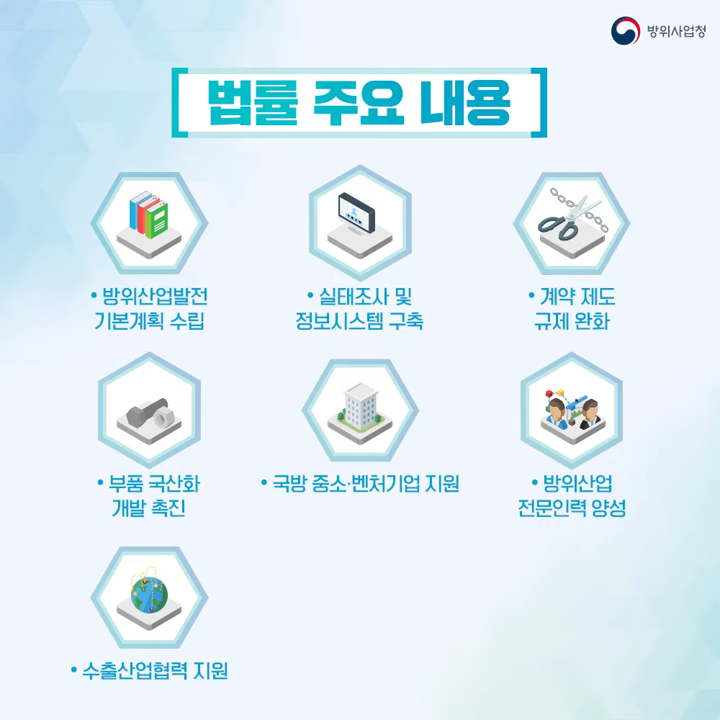 방위사업청
법률 주요 내용
• 방위산업발전
기본계획 수립
• 실태조사 및
정보시스템 구축
• 계약 제도
규제 완화
• 부품 국산화
개발 촉진
• 국방 중소·벤처기업 지원
• 방위산업
전문인력 양성
• 수출산업협력 지원